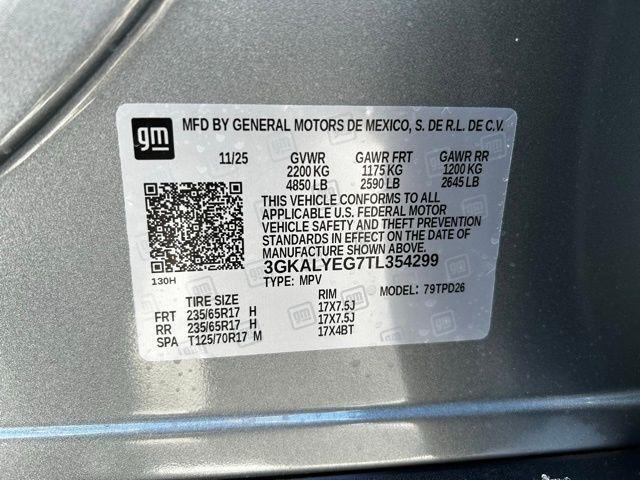 gm
MFD BY GENERAL MOTORS DE MEXICO, S. DE R.L. DE C.V.
11/25 GVWR GAWR FRT GAWR RR
2200 KG 1175 KG 1200 KG
4850 LB 2590 LB 2645 LB
THIS VEHICLE CONFORMS TO ALL
APPLICABLE U.S. FEDERAL MOTOR
VEHICLE SAFETY AND THEFT PREVENTION
STANDARDS IN EFFECT ON THE DATE OF
MANUFACTURE SHOWN ABOVE.
3GKALYEG7TL354299
130H
TYPE: MPV MODEL: 79TPD26
TIRE SIZE RIM
FRT 235/65R17 H 17X7.5J
RR 235/65R17 H 17X7.5J
SPA T125/70R17 M 17X4BT